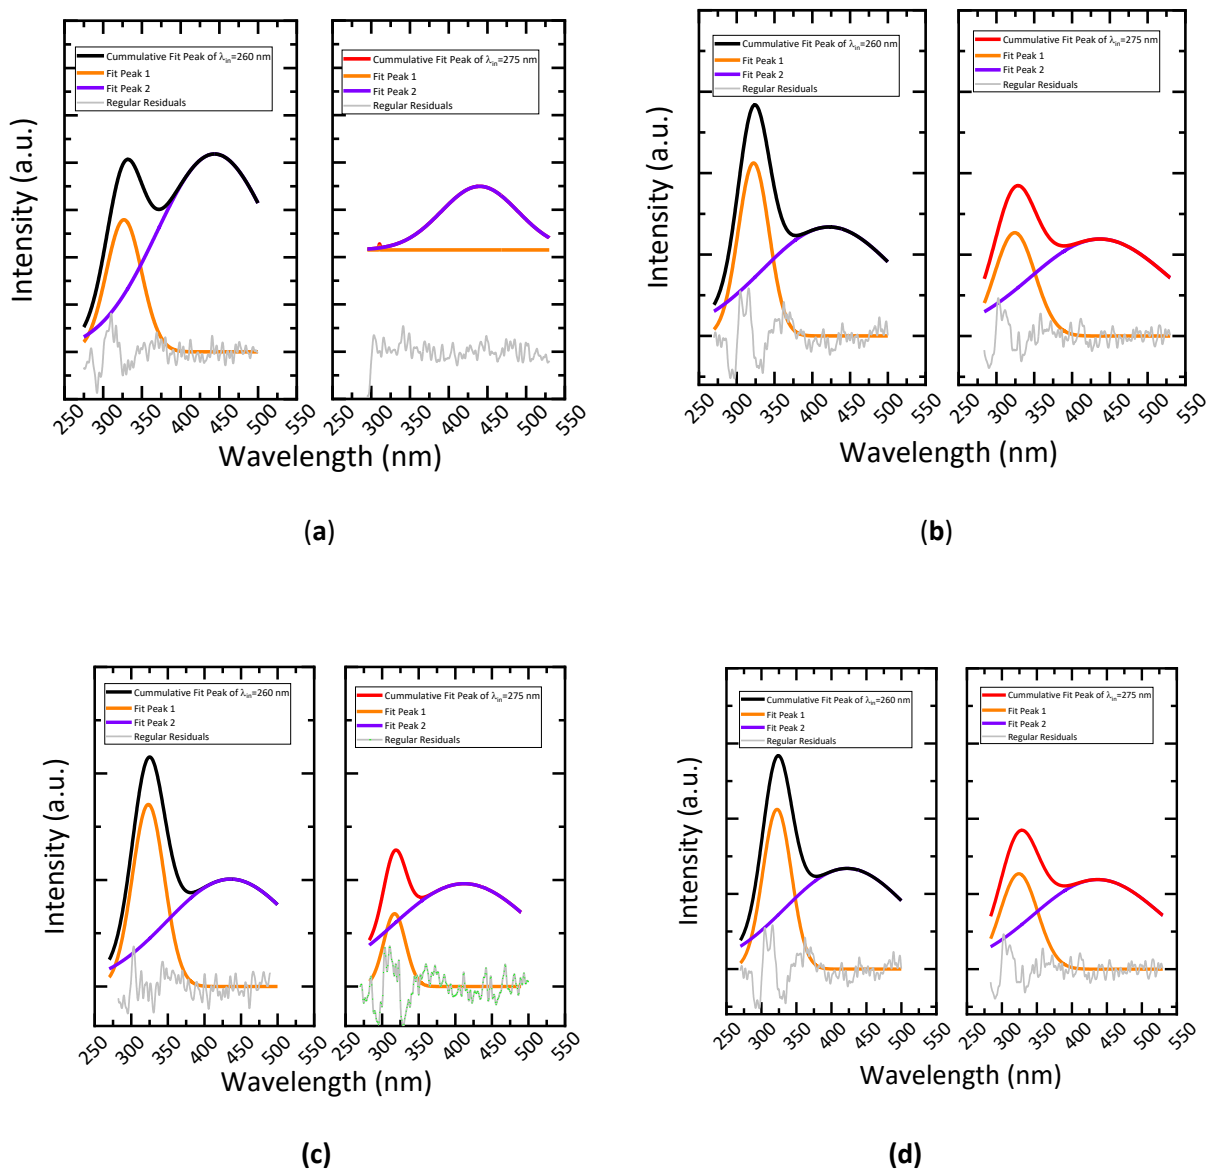 Cummulative Fit Peak of λin=260 nm
Fit Peak 1
Fit Peak 2
Regular Residuals
Cummulative Fit Peak of λin=275 nm
Fit Peak 1
Fit Peak 2
Regular Residuals
Intensity (a.u.)
250 300 350 400 450 500 550
250 300 350 400 450 500 550
Wavelength (nm)
(a)
Cummulative Fit Peak of λin=260 nm
Fit Peak 1
Fit Peak 2
Regular Residuals
Cummulative Fit Peak of λin=275 nm
Fit Peak 1
Fit Peak 2
Regular Residuals
Intensity (a.u.)
250 300 350 400 450 500 550
250 300 350 400 450 500 550
Wavelength (nm)
(b)
Cummulative Fit Peak of λin=260 nm
Fit Peak 1
Fit Peak 2
Regular Residuals
Cummulative Fit Peak of λin=275 nm
Fit Peak 1
Fit Peak 2
Regular Residuals
Intensity (a.u.)
250 300 350 400 450 500 550
250 300 350 400 450 500 550
Wavelength (nm)
(c)
Cummulative Fit Peak of λin=260 nm
Fit Peak 1
Fit Peak 2
Regular Residuals
Cummulative Fit Peak of λin=275 nm
Fit Peak 1
Fit Peak 2
Regular Residuals
Intensity (a.u.)
250 300 350 400 450 500 550
250 300 350 400 450 500 550
Wavelength (nm)
(d)